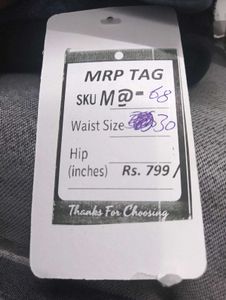 MRP TAG
SKU M@-68
Waist Size 30
Hip
(inches) Rs. 799/
Thanks For Choosing